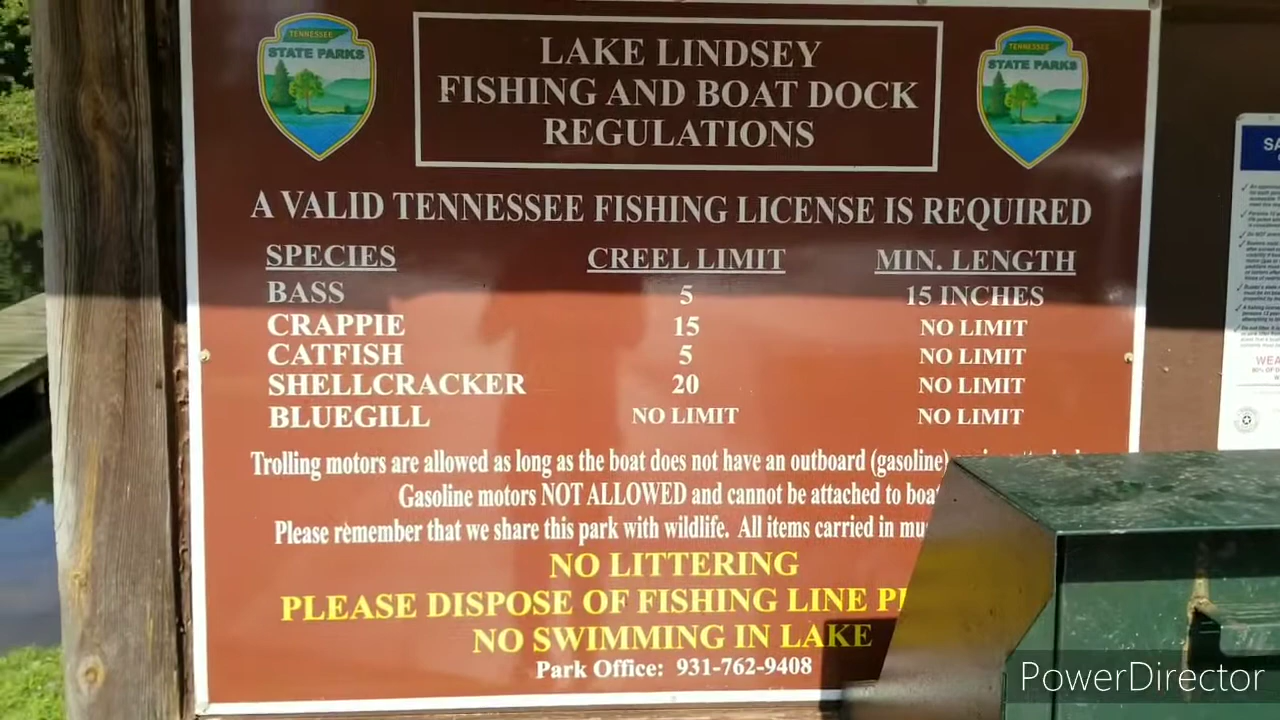 TENNESSEE
STATE PARKS
LAKE LINDSEY
FISHING AND BOAT DOCK
REGULATIONS
TENNESSEE
STATE PARKS
A VALID TENNESSEE FISHING LICENSE IS REQUIRED
SPECIES CREEL LIMIT MIN. LENGTH
BASS 5 15 INCHES
CRAPPIE 15 NO LIMIT
CATFISH 5 NO LIMIT
SHELLCRACKER 20 NO LIMIT
BLUEGILL NO LIMIT NO LIMIT
Trolling motors are allowed as long as the boat does not have an outboard (gasoline)
Gasoline motors NOT ALLOWED and cannot be attached to
Please remember that we share this park with wildlife. All items carried in
NO LITTERING
PLEASE DISPOSE OF FISHING LINE
NO SWIMMING IN LAKE
Park Office: 931-762-9408
PowerDirector